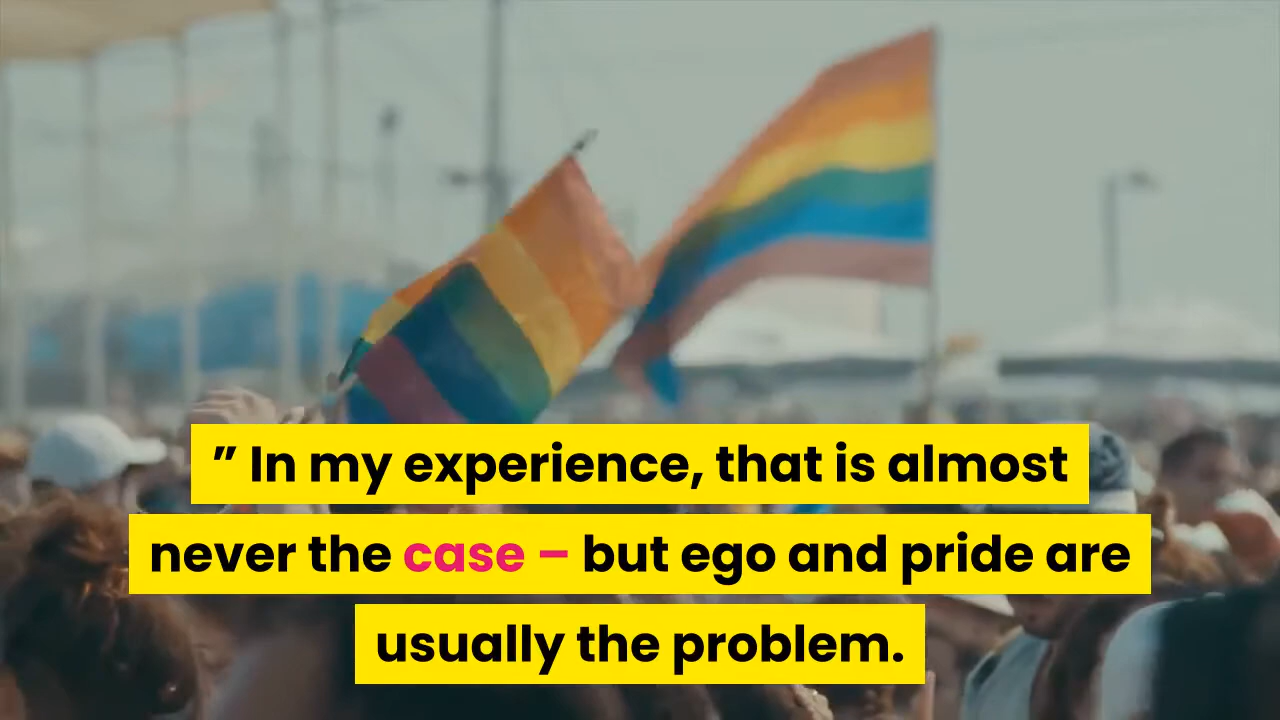 ” In my experience, that is almost
never the case – but ego and pride are
usually the problem.